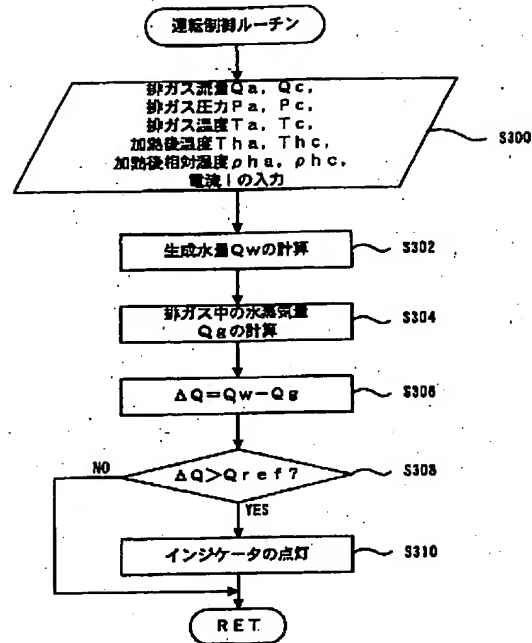 運転制御ルーチン
排ガス流量Qa，Qc，
排ガス圧力Pa，Pc，
排ガス温度Ta，Tc，
加熱後温度Tha，Thc，
加熱後相対湿度ρha，ρhc，
電流Iの入力
S300
生成水量Qwの計算
S302
排ガス中の水蒸気量
Qgの計算
S304
ΔQ＝Qw－Qg
S306
ΔQ＞Qref?
S308
NO
YES
インジケータの点灯
S310
RET